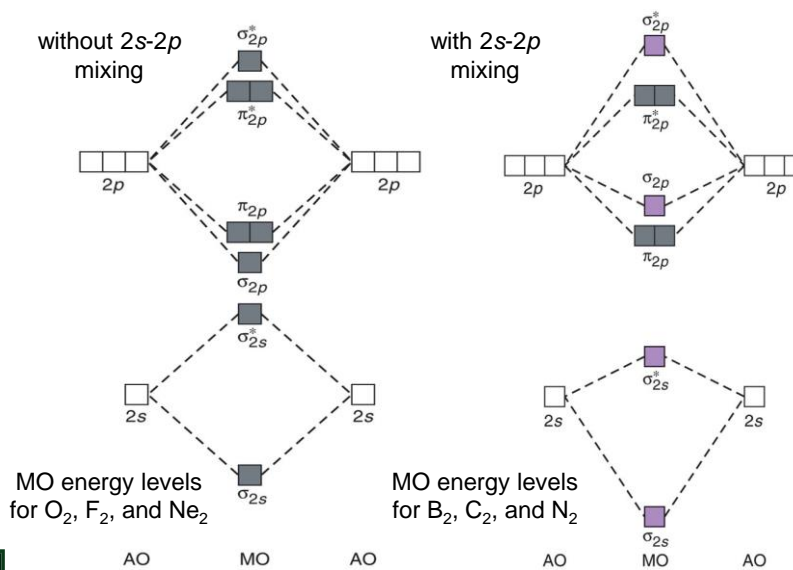 without 2s-2p
mixing
σ*2p
π*2p
2p
2p
π2p
σ2p
σ*2s
2s
2s
σ2s
MO energy levels
for O2, F2, and Ne2
AO
MO
AO
with 2s-2p
mixing
σ*2p
π*2p
2p
2p
σ2p
π2p
σ*2s
2s
2s
σ2s
MO energy levels
for B2, C2, and N2
AO
MO
AO